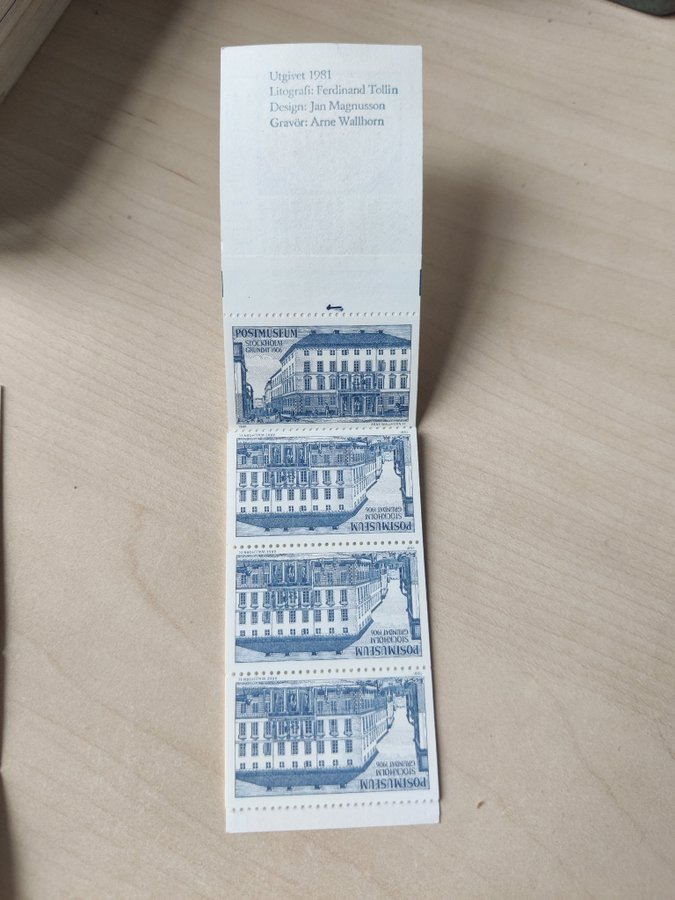 Utgivet 1981
Litografi: Ferdinand Tollin
Design: Jan Magnusson
Gravör: Arne Wallhorn
POSTMUSEUM
STOCKHOLM
GRUNDAT 1906
POSTMUSEUM
STOCKHOLM
GRUNDAT 1906
POSTMUSEUM
STOCKHOLM
GRUNDAT 1906
POSTMUSEUM
STOCKHOLM
GRUNDAT 1906